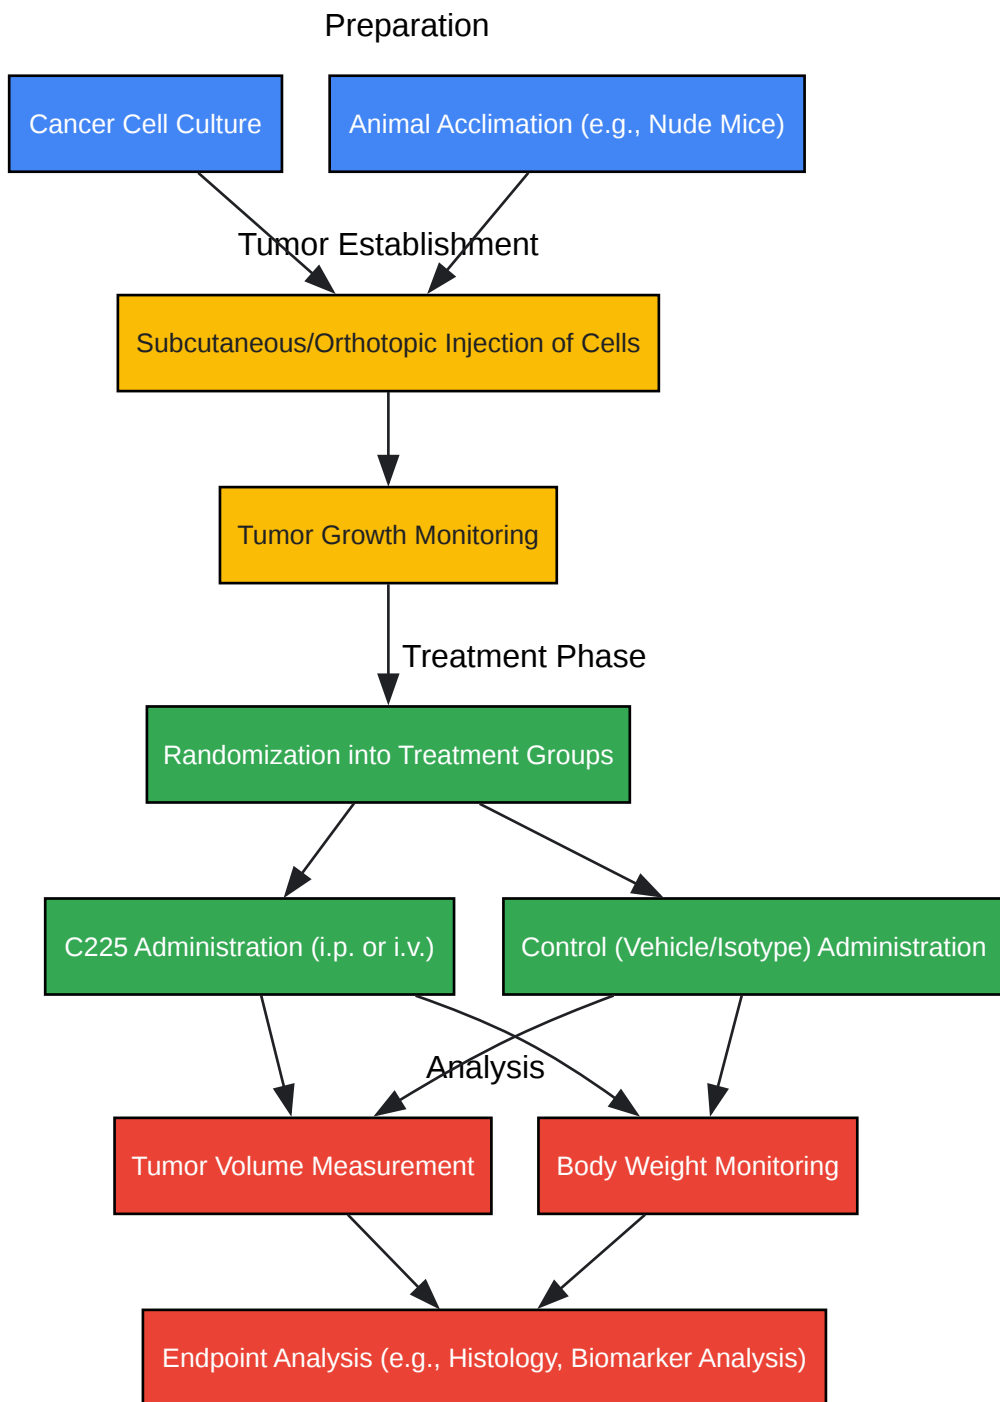 Preparation
Cancer Cell Culture
Animal Acclimation (e.g., Nude Mice)
Tumor Establishment
Subcutaneous/Orthotopic Injection of Cells
Tumor Growth Monitoring
Treatment Phase
Randomization into Treatment Groups
C225 Administration (i.p. or i.v.)
Control (Vehicle/Isotype) Administration
Analysis
Tumor Volume Measurement
Body Weight Monitoring
Endpoint Analysis (e.g., Histology, Biomarker Analysis)